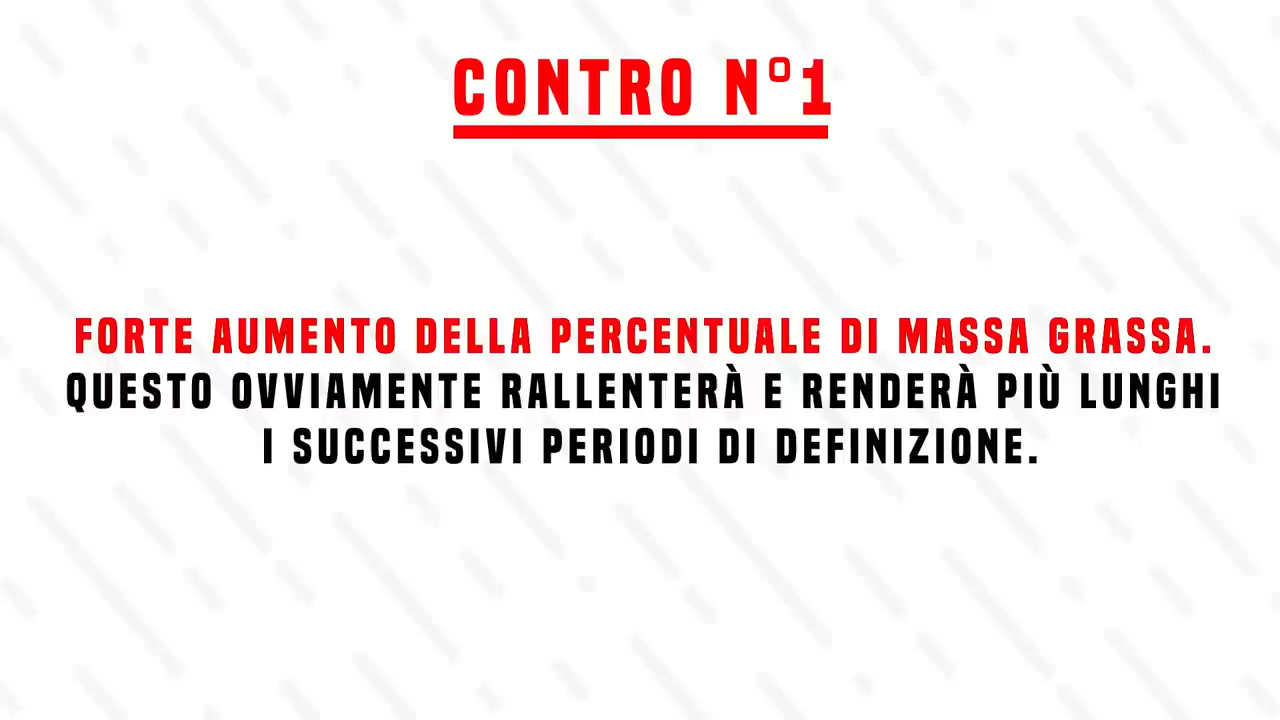 CONTRO N°1
FORTE AUMENTO DELLA PERCENTUALE DI MASSA GRASSA.
QUESTO OVVIAMENTE RALLENTERÀ E RENDERÀ PIÙ LUNGHI
I SUCCESSIVI PERIODI DI DEFINIZIONE.